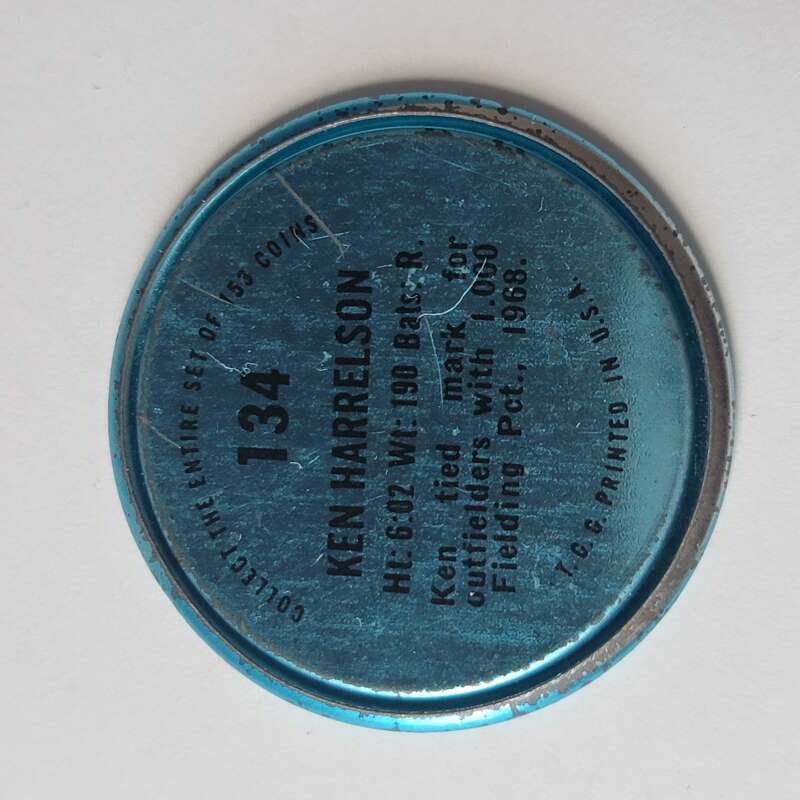 COLLECT THE ENTIRE SET OF 153 COINS
134
KEN HARRELSON
Ht: 6:02 Wt: 190 Bats: R.
Ken tied mark for
outfielders with 1.000
Fielding Pct., 1968.
T.C.G. PRINTED IN U.S.A.